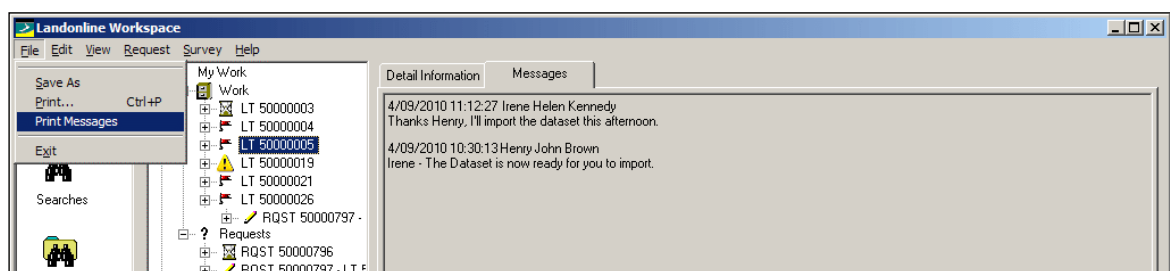 Landonline Workspace
File Edit View Request Survey Help
Save As
Print... Ctrl+P
Print Messages
Exit
Searches
My Work
Work
LT 50000003
LT 50000004
LT 50000005
LT 50000019
LT 50000021
LT 50000026
RQST 50000797 -
? Requests
RQST 50000796
RQST 50000797 - LT
Detail Information Messages
4/09/2010 11:12:27 Irene Helen Kennedy
Thanks Henry, I'll import the dataset this afternoon.
4/09/2010 10:30:13 Henry John Brown
Irene - The Dataset is now ready for you to import.